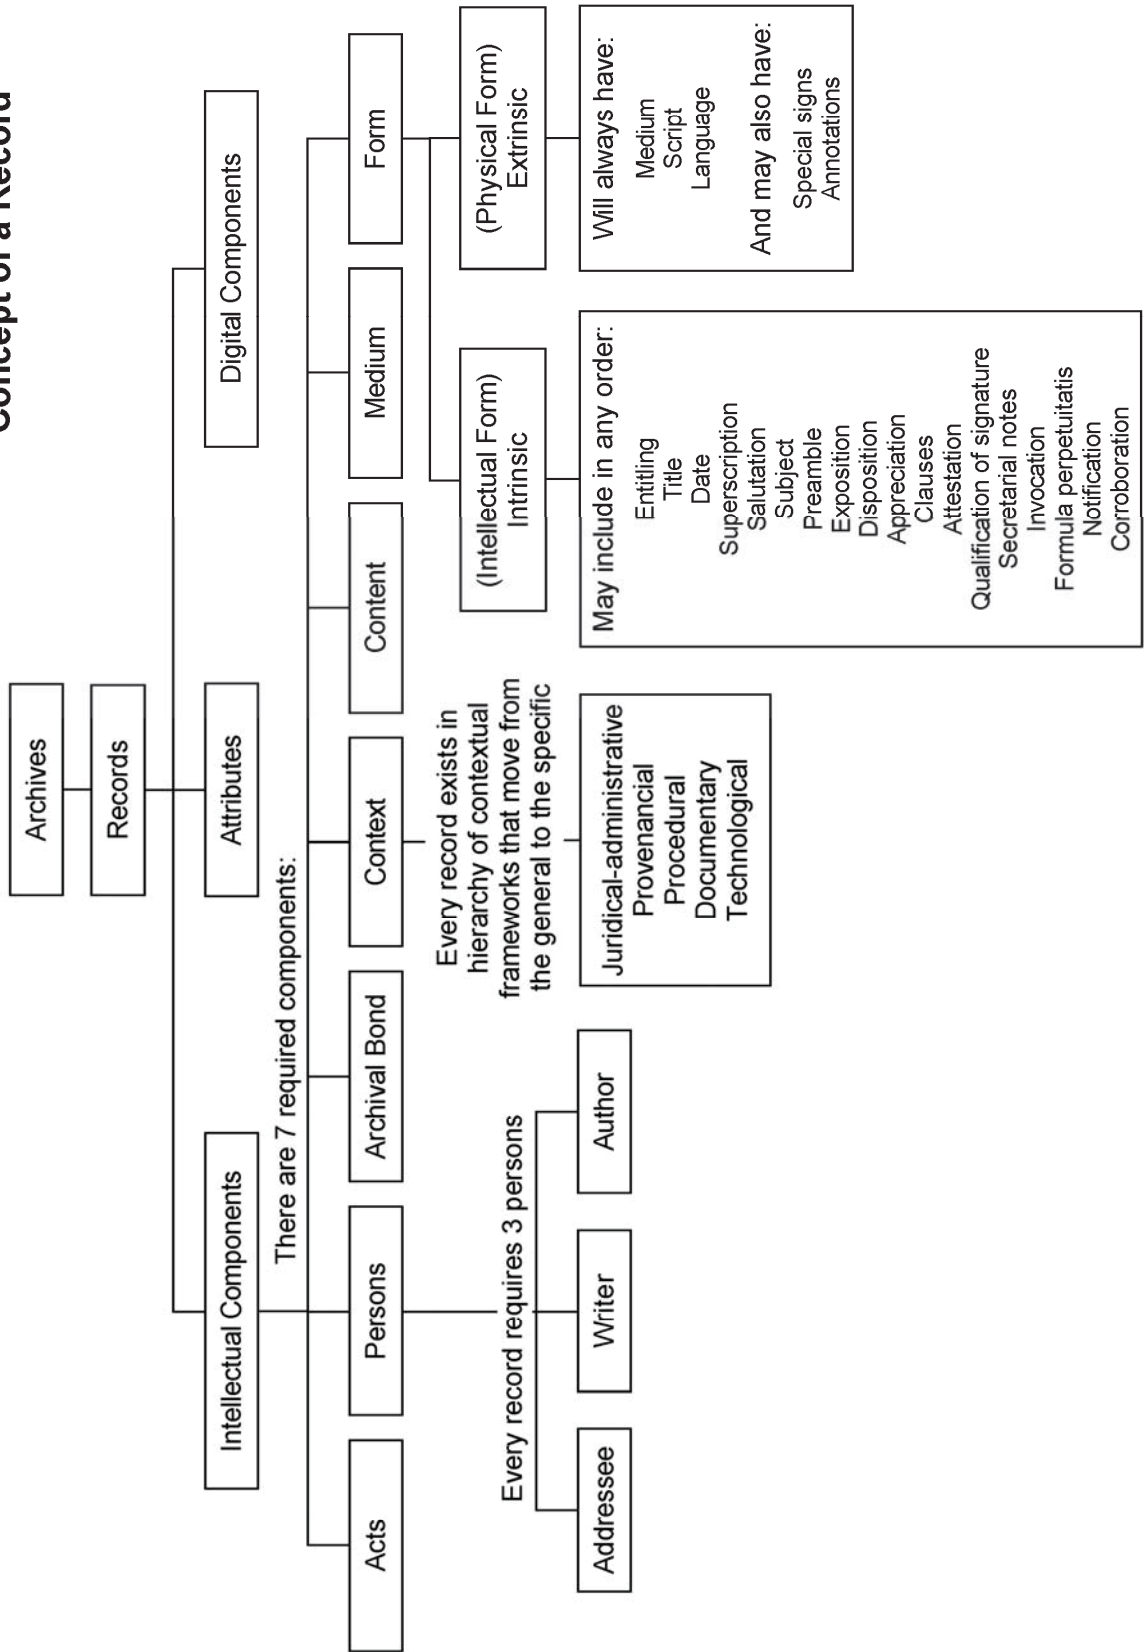 Concept of a Record
Archives
Records
Intellectual Components
Attributes
Digital Components
There are 7 required components:
Acts
Persons
Archival Bond
Context
Content
Medium
Form
Every record requires 3 persons
Addressee
Writer
Author
Every record exists in
hierarchy of contextual
frameworks that move from
the general to the specific
Juridical-administrative
Provenancial
Procedural
Documentary
Technological
(Intellectual Form)
Intrinsic
May include in any order:
Entitling
Title
Date
Superscription
Salutation
Subject
Preamble
Exposition
Disposition
Appreciation
Clauses
Attestation
Qualification of signature
Secretarial notes
Invocation
Formula perpetuitatis
Notification
Corroboration
(Physical Form)
Extrinsic
Will always have:
Medium
Script
Language
And may also have:
Special signs
Annotations